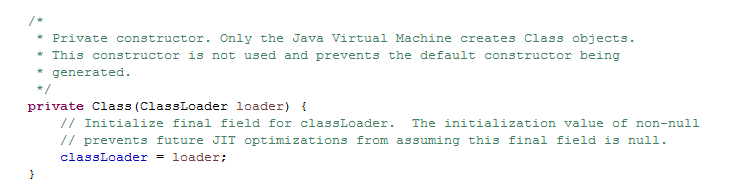 /*
 * Private constructor. Only the Java Virtual Machine creates Class objects.
 * This constructor is not used and prevents the default constructor being
 * generated.
 */
private Class(ClassLoader loader) {
    // Initialize final field for classLoader.  The initialization value of non-null
    // prevents future JIT optimizations from assuming this final field is null.
    classLoader = loader;
}